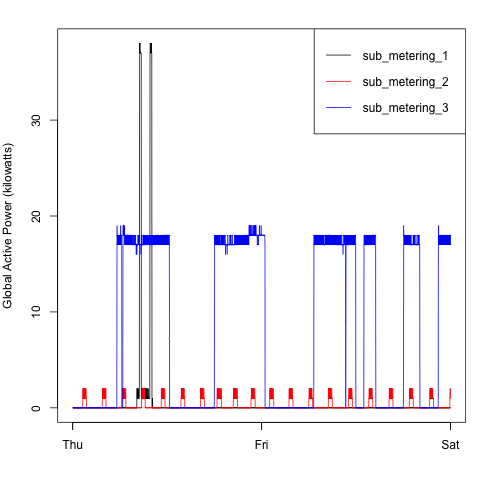 sub_metering_1
sub_metering_2
sub_metering_3
Global Active Power (kilowatts)
30
20
10
0
Thu Fri Sat